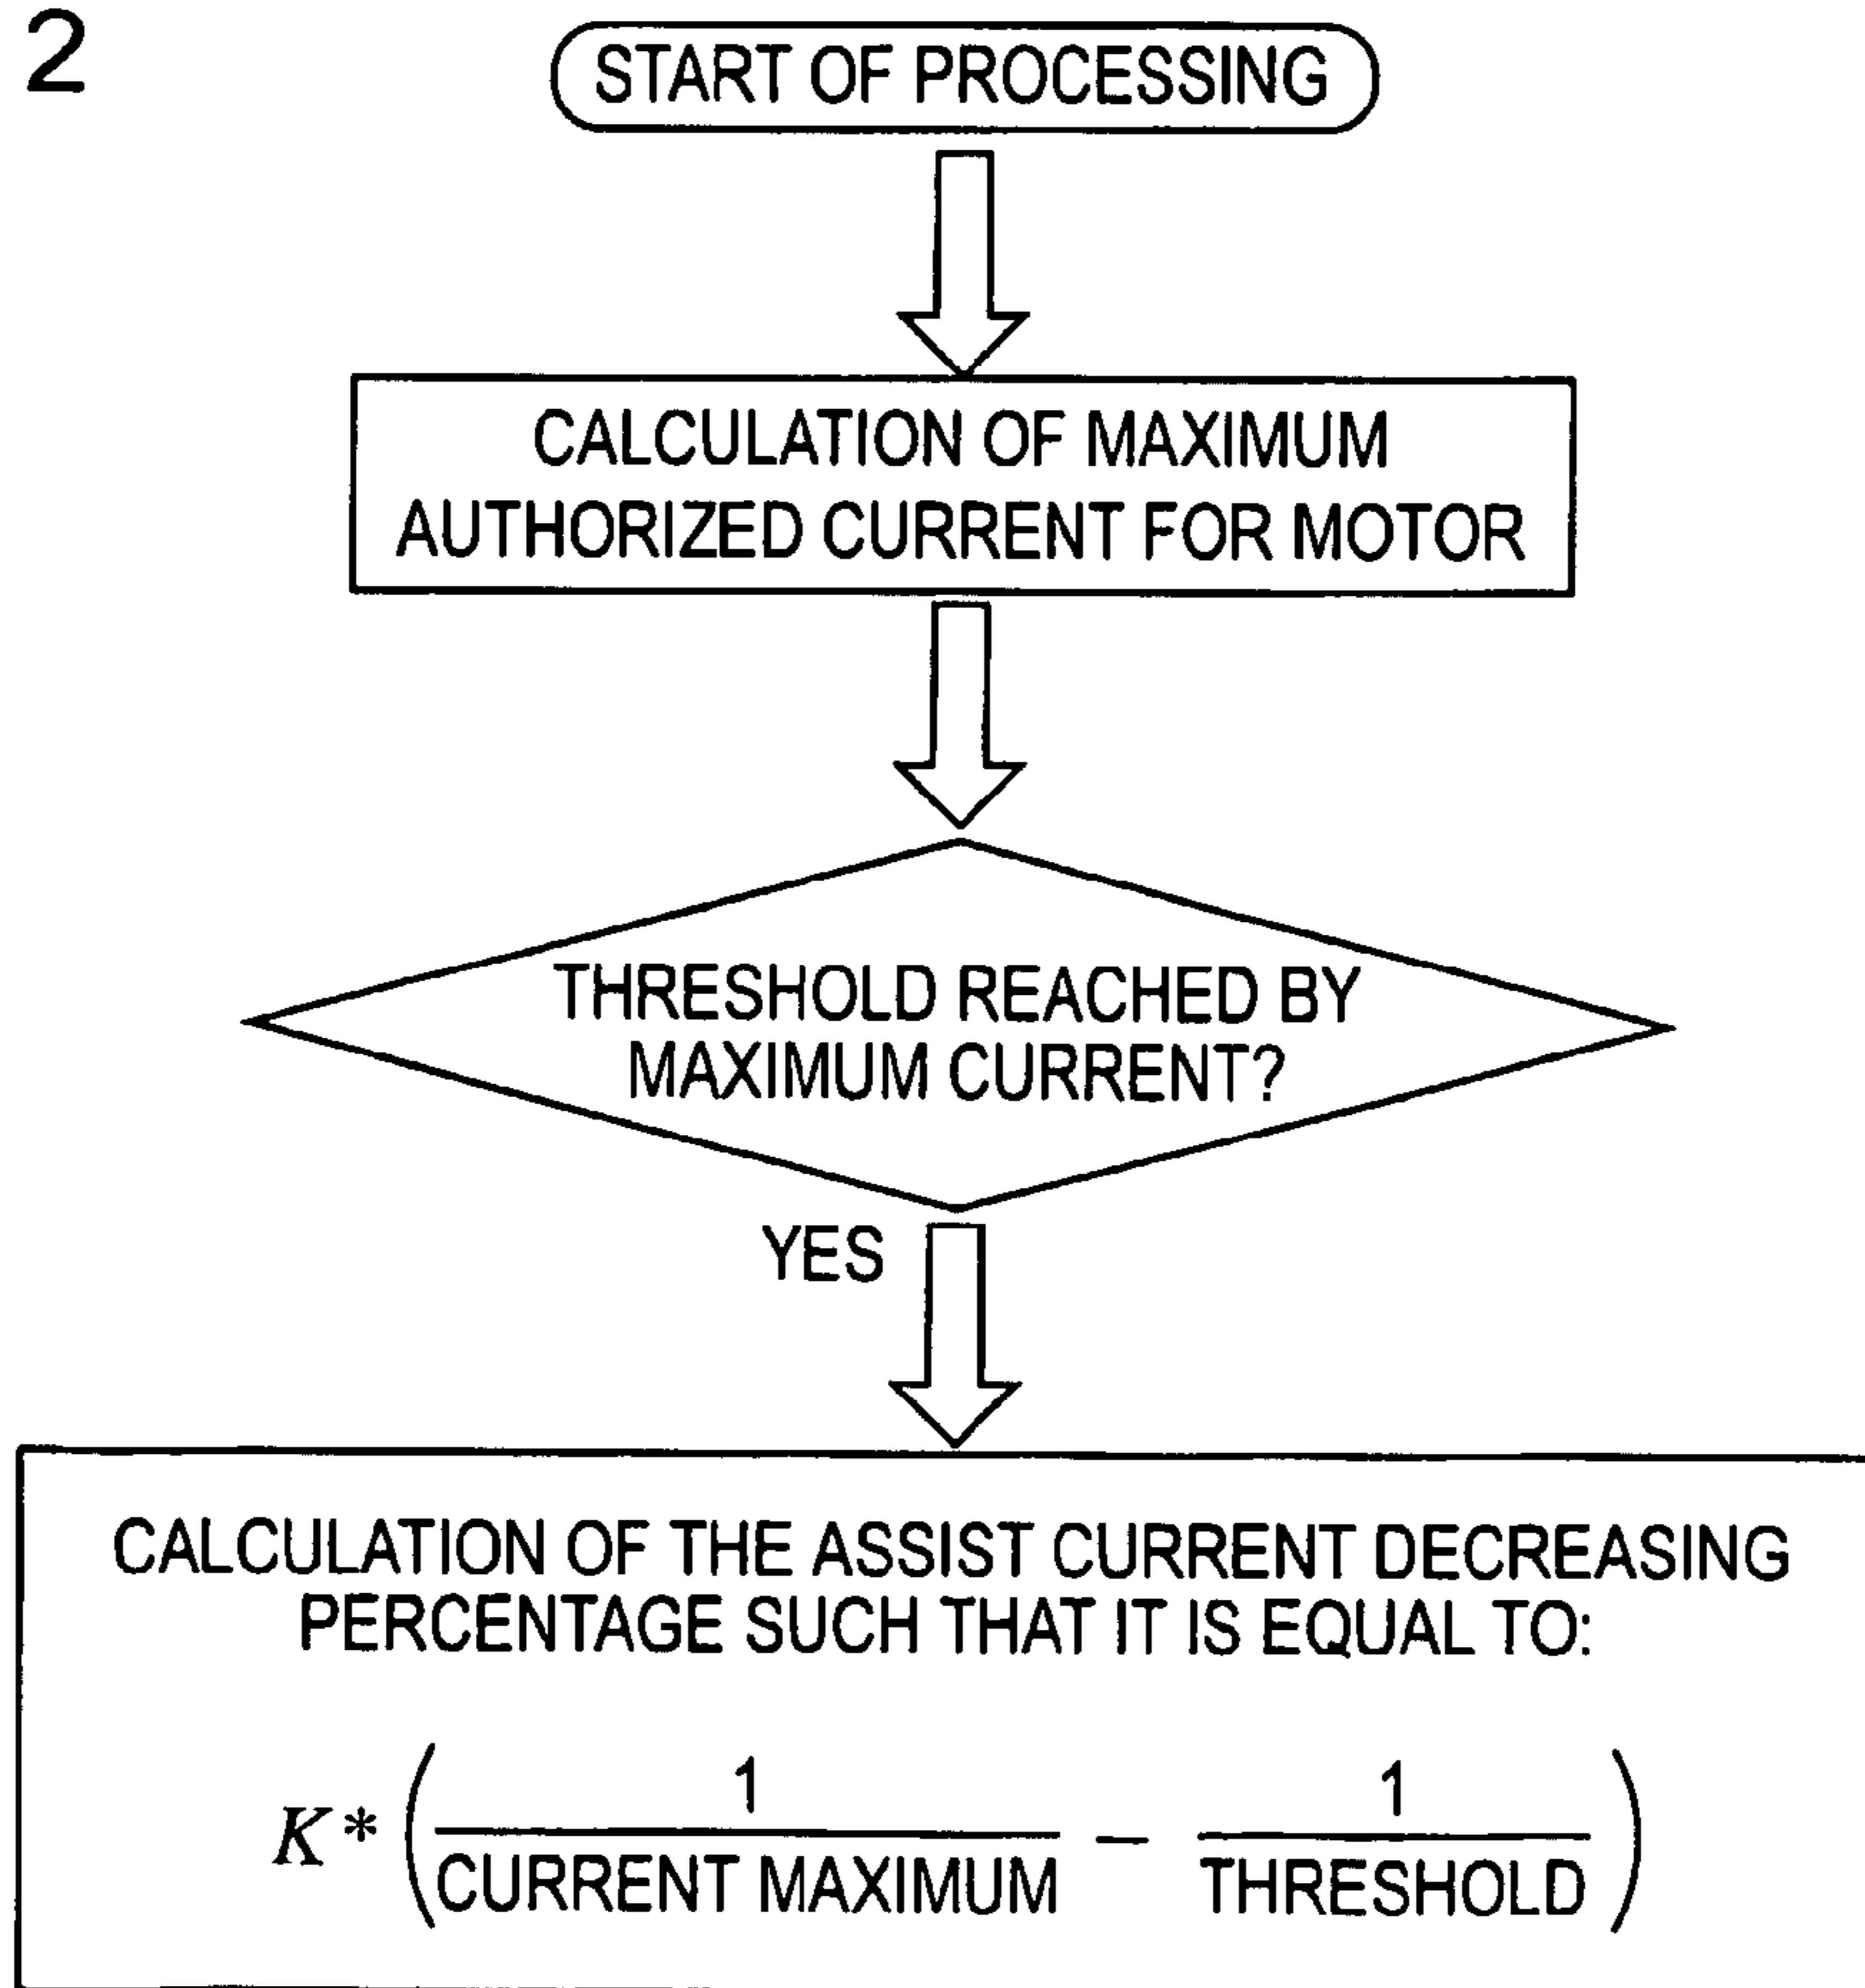 2
START OF PROCESSING
CALCULATION OF MAXIMUM
AUTHORIZED CURRENT FOR MOTOR
THRESHOLD REACHED BY
MAXIMUM CURRENT?
YES
CALCULATION OF THE ASSIST CURRENT DECREASING
PERCENTAGE SUCH THAT IT IS EQUAL TO:
K* ( 1 / CURRENT MAXIMUM − 1 / THRESHOLD )